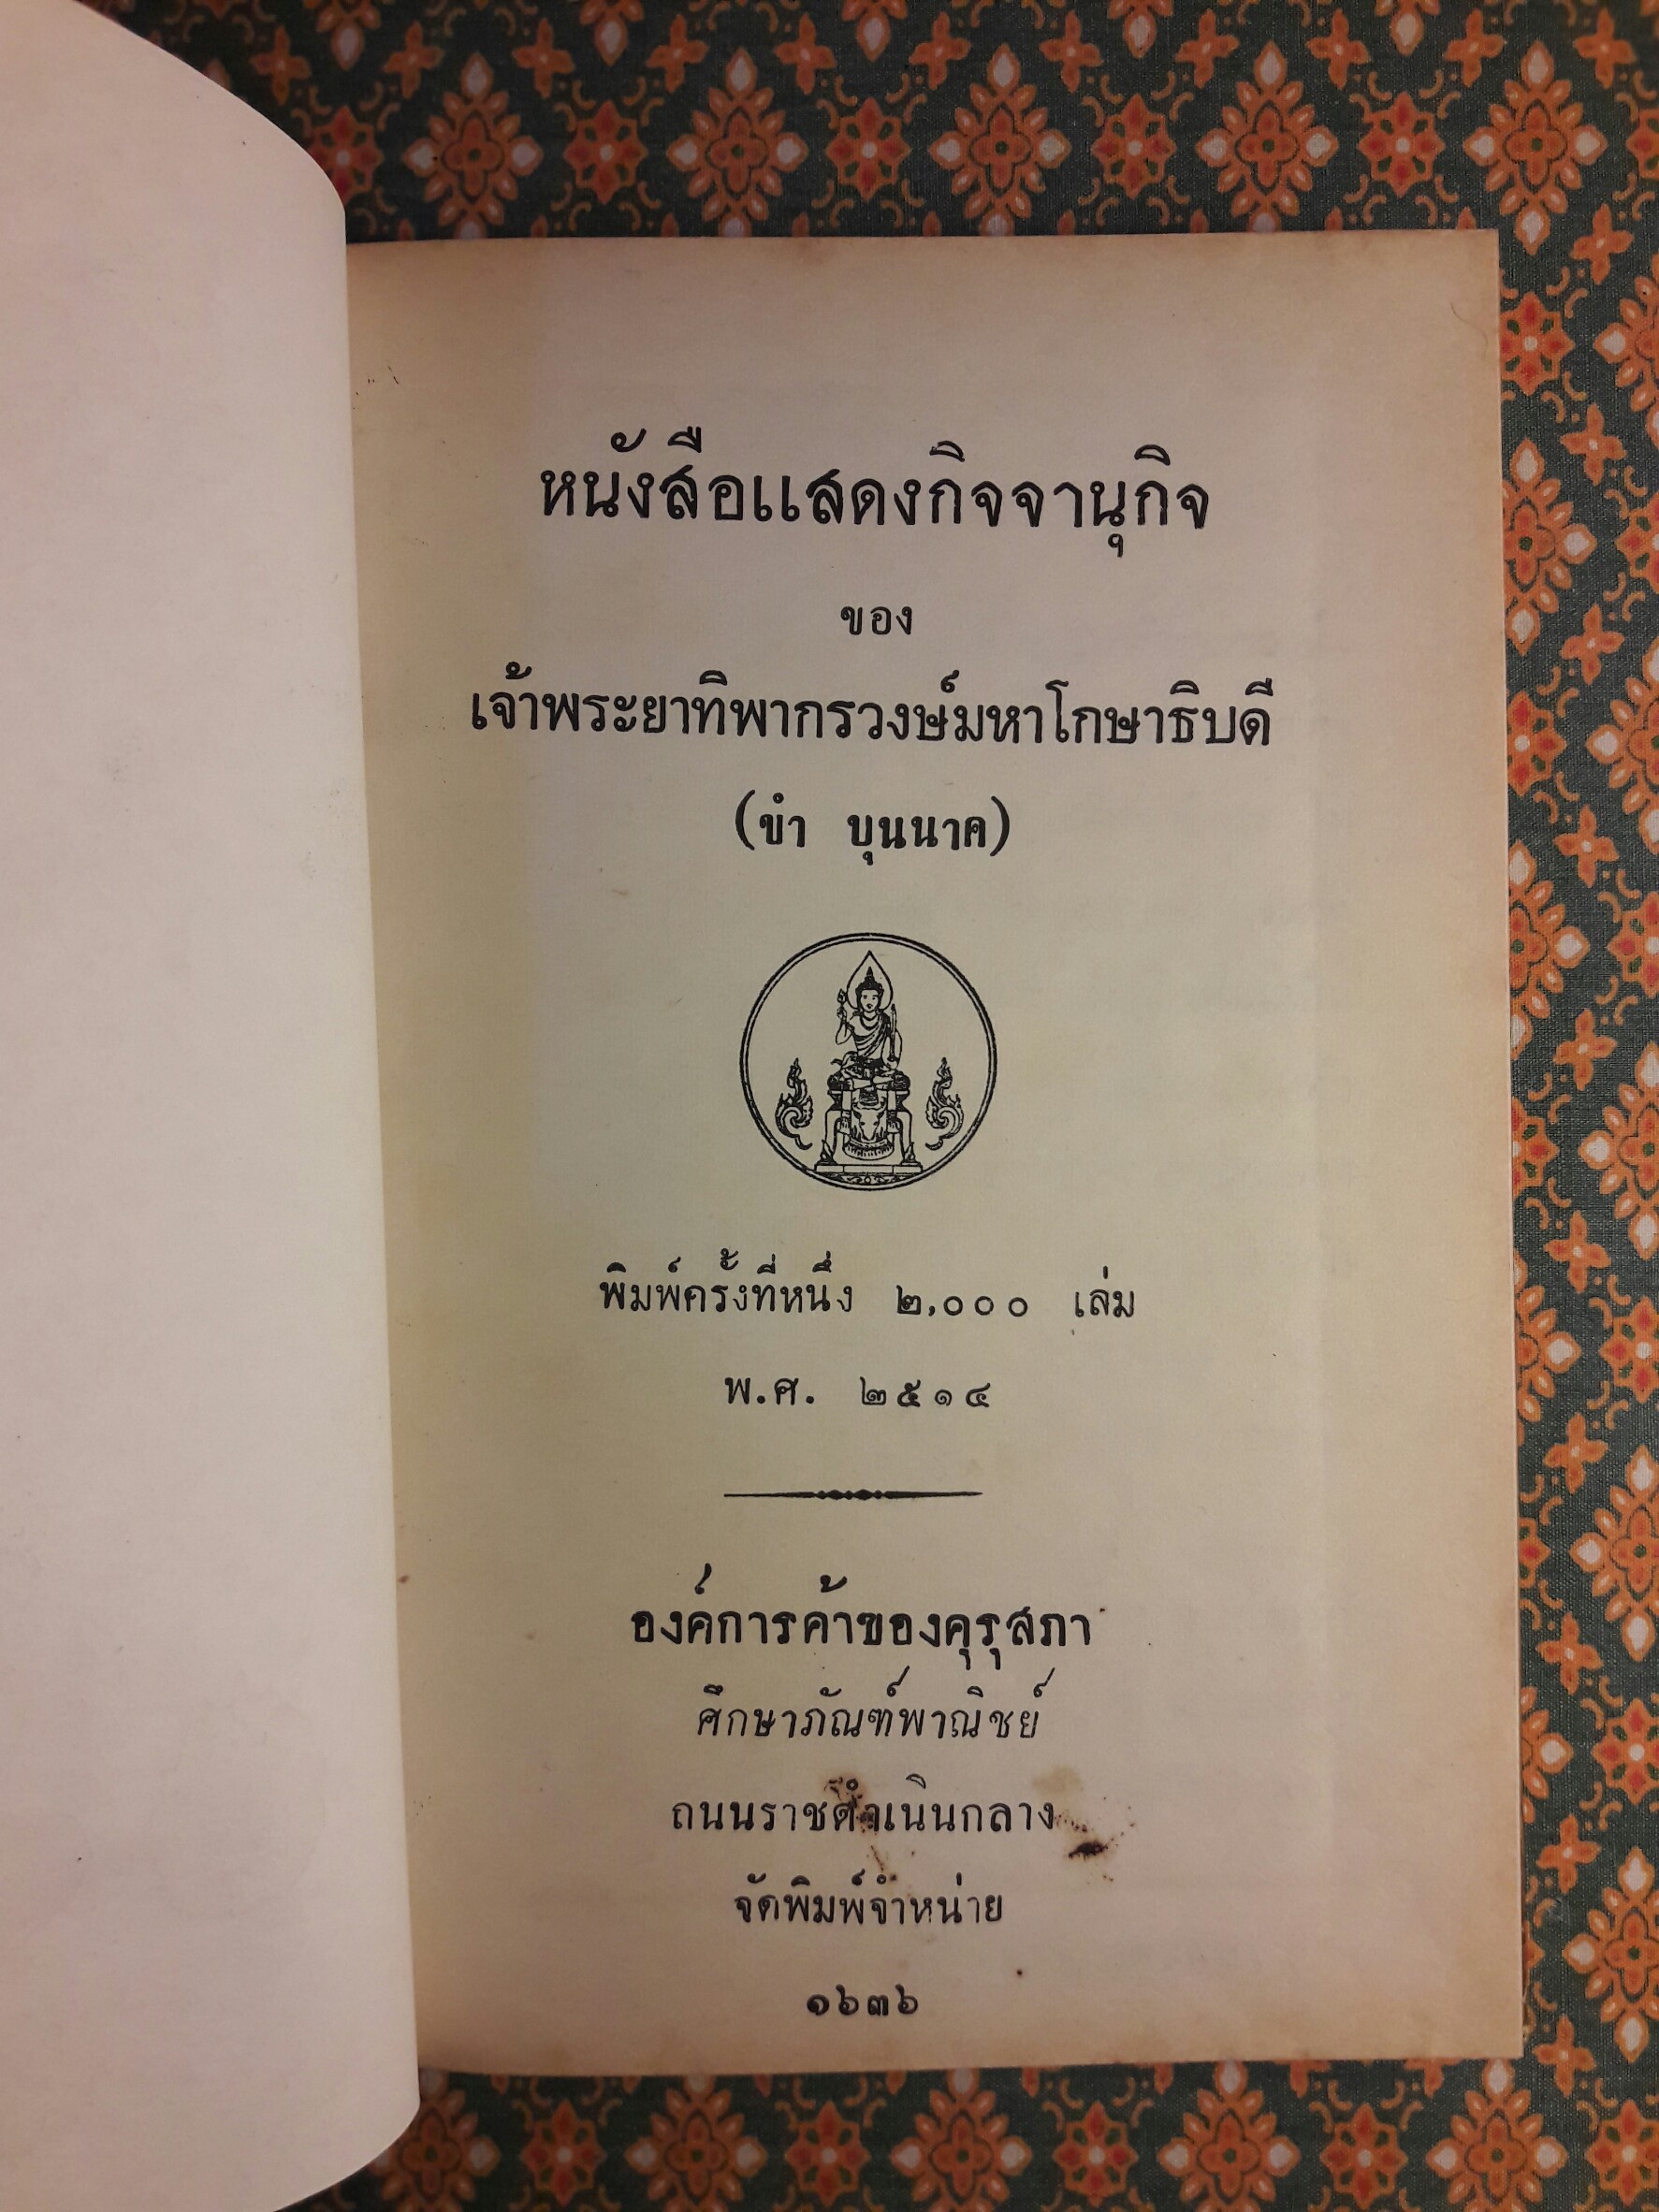 หนังสือแสดงกิจจานุกิจ
ของ
เจ้าพระยาทิพากรวงษ์มหาโกษาธิบดี
(ขำ บุนนาค)
พิมพ์ครั้งที่หนึ่ง ๒,๐๐๐ เล่ม
พ.ศ. ๒๕๑๔
องค์การค้าของคุรุสภา
ศึกษาภัณฑ์พาณิชย์
ถนนราชดำเนินกลาง
จัดพิมพ์จำหน่าย
๑๖๓๖